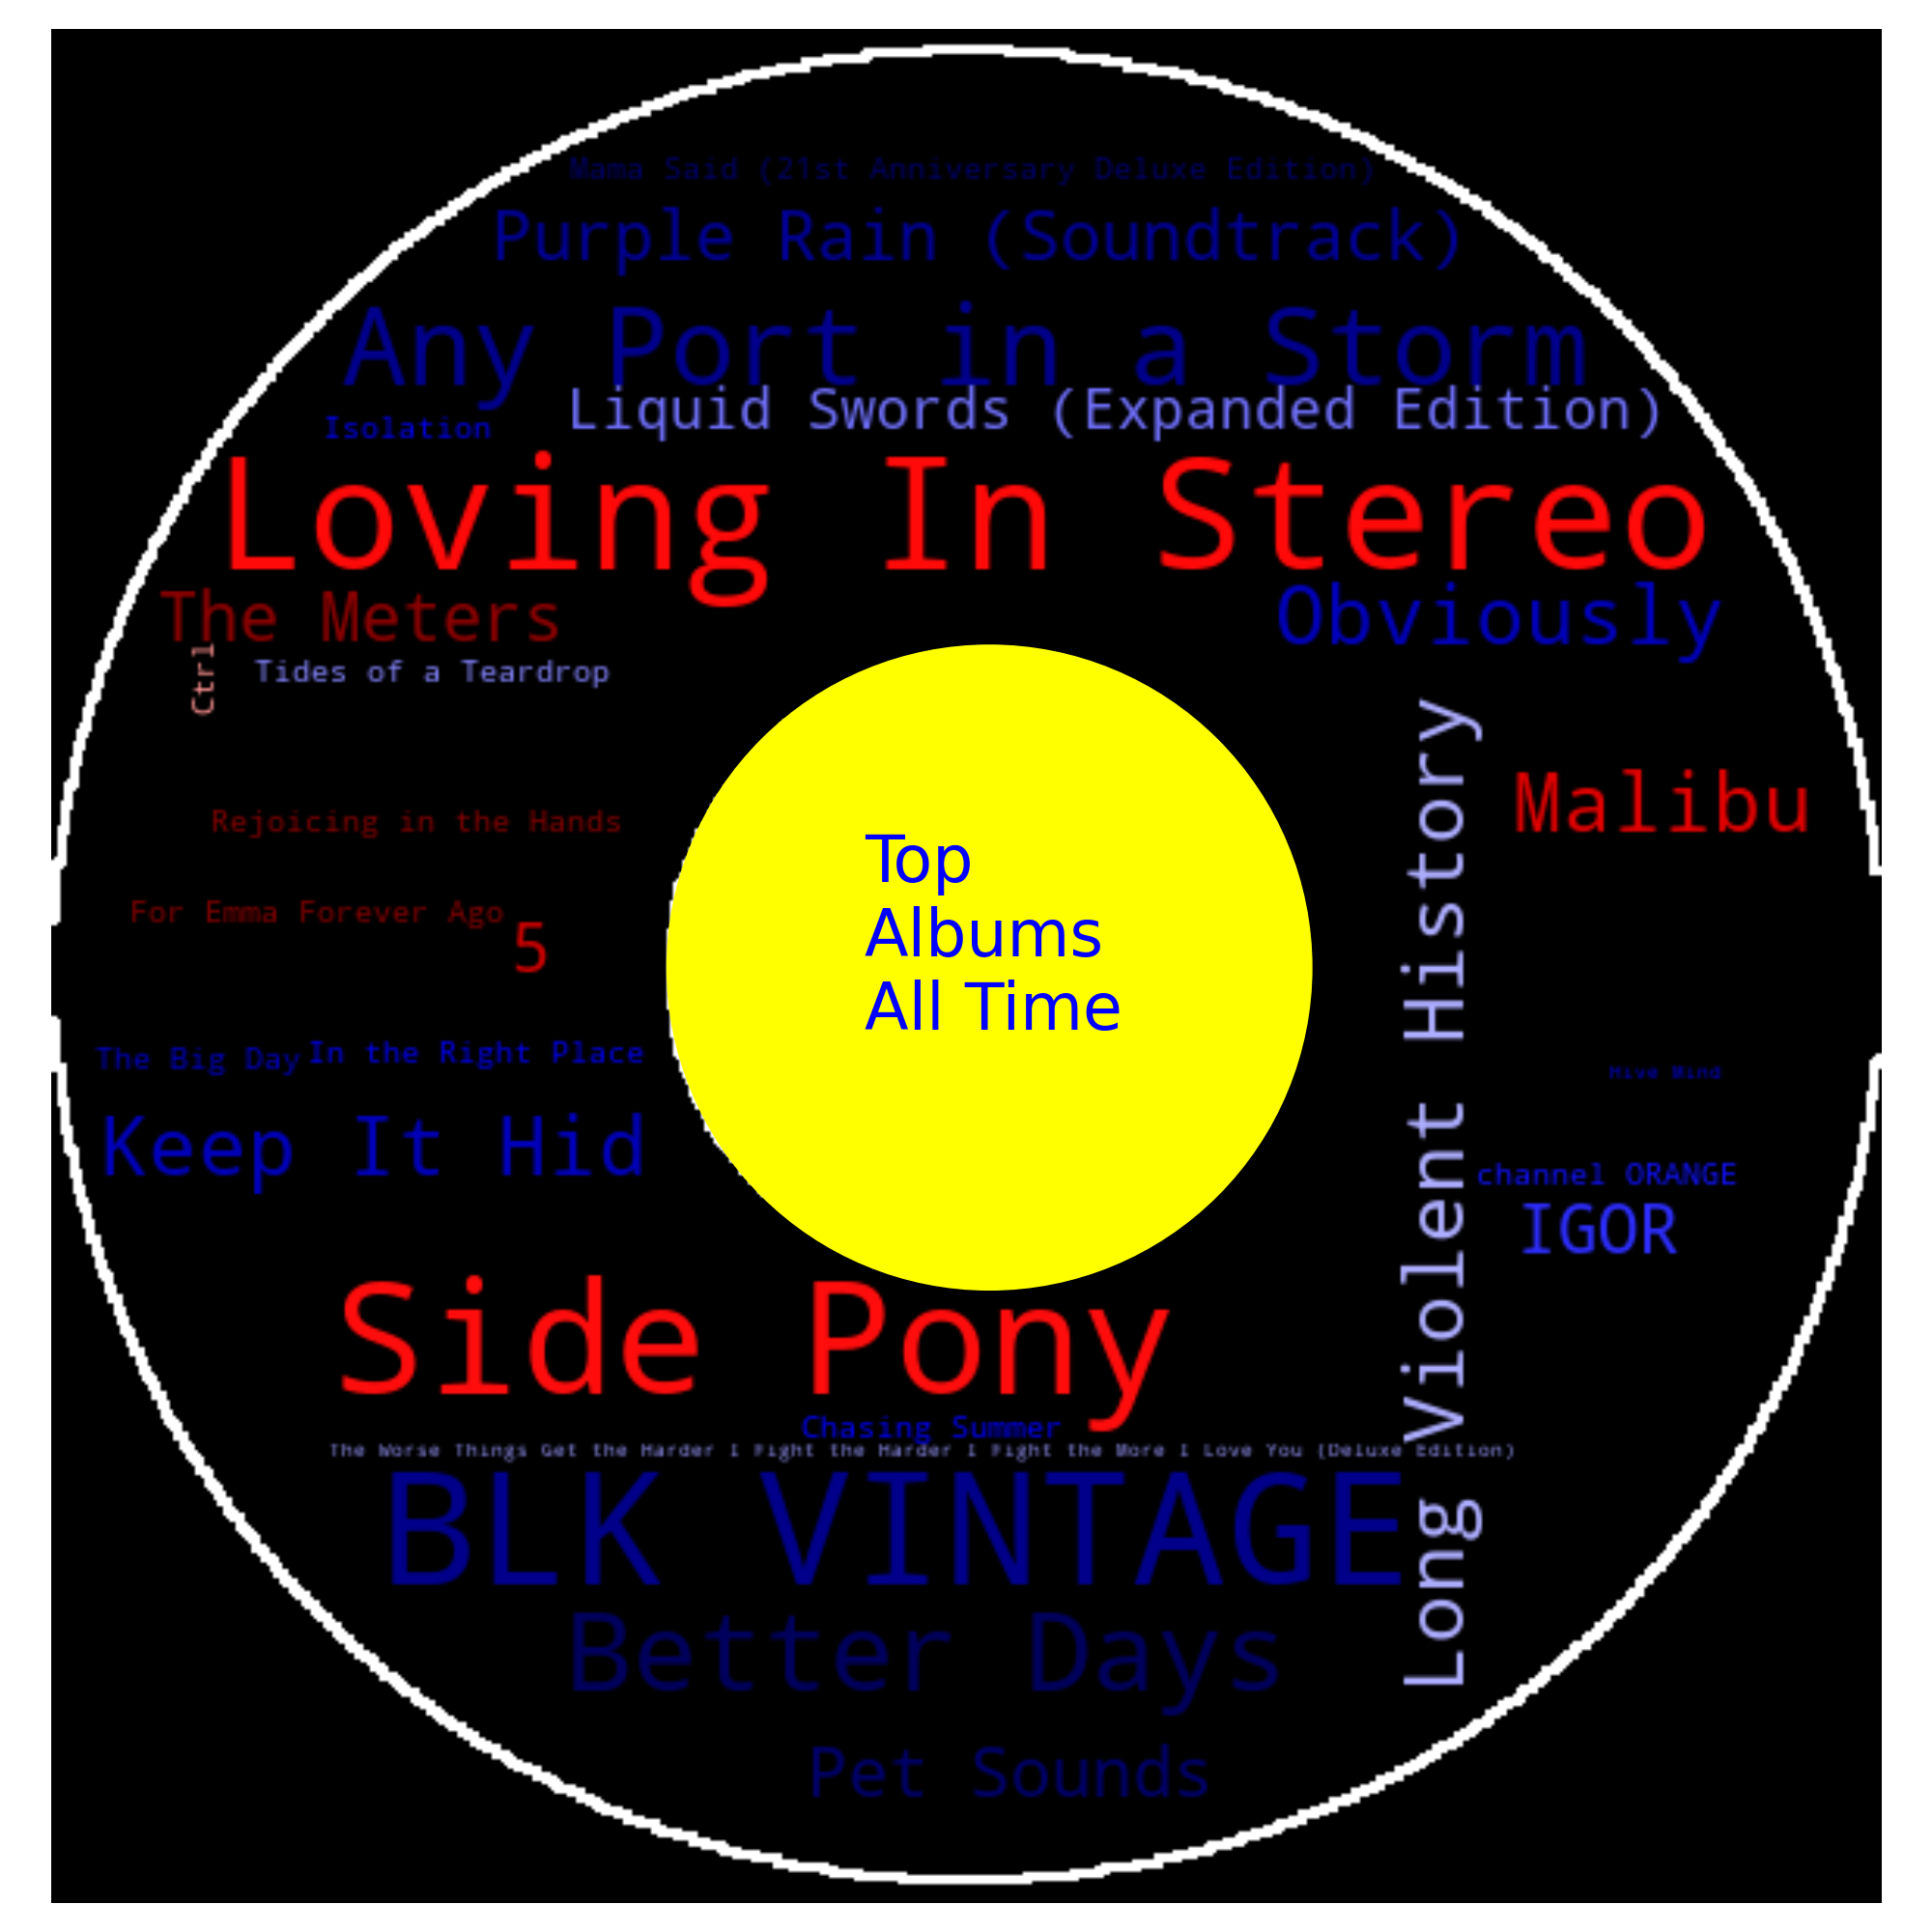 Mama Said (21st Anniversary Deluxe Edition)
Purple Rain (Soundtrack)
Any Port in a Storm
Liquid Swords (Expanded Edition)
Isolation
Loving In Stereo
The Meters
Obviously
Ctrl
Tides of a Teardrop
Long Violent History
Malibu
Rejoicing in the Hands
Top
Albums
All Time
For Emma Forever Ago
5
The Big Day
In the Right Place
Hive Mind
Keep It Hid
channel ORANGE
IGOR
Side Pony
Chasing Summer
The Worse Things Get the Harder I Fight the Harder I Fight the More I Love You (Deluxe Edition)
BLK VINTAGE
Better Days
Pet Sounds